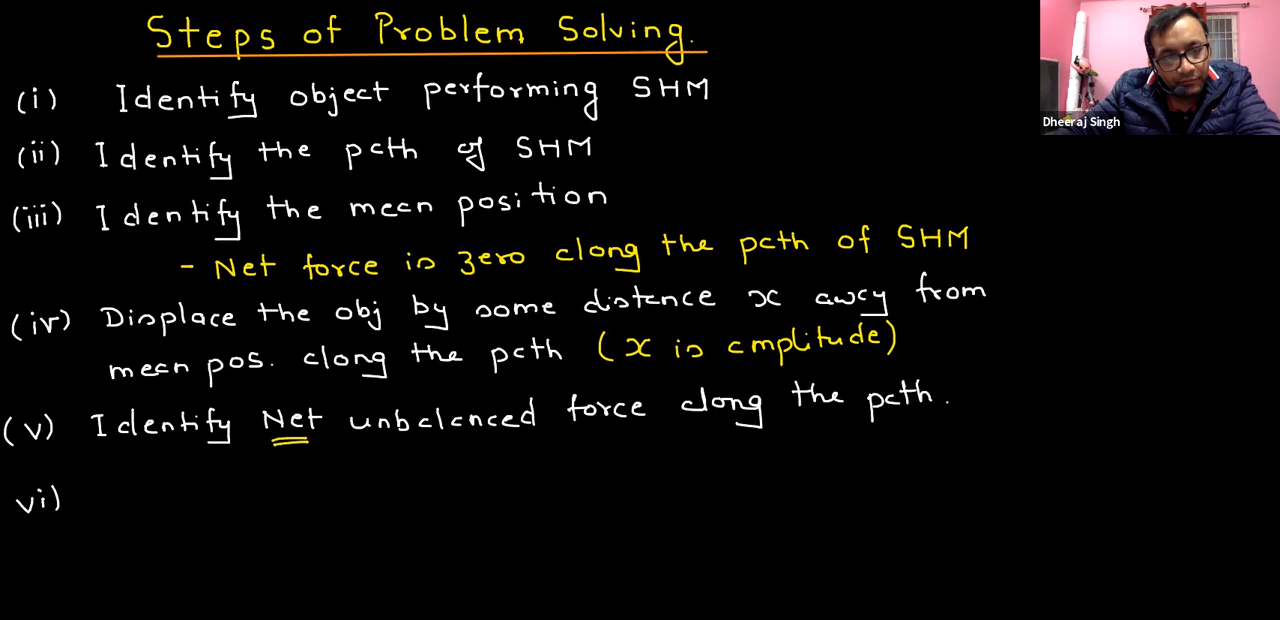 Steps of Problem Solving.
(i) Identify object performing SHM
(ii) Identify the path of SHM
(iii) Identify the mean position
- Net force is zero along the path of SHM
(iv) Displace the obj by some distance x away from
mean pos. along the path (x is amplitude)
(v) Identify Net unbalanced force along the path.
vi)
Dheeraj Singh